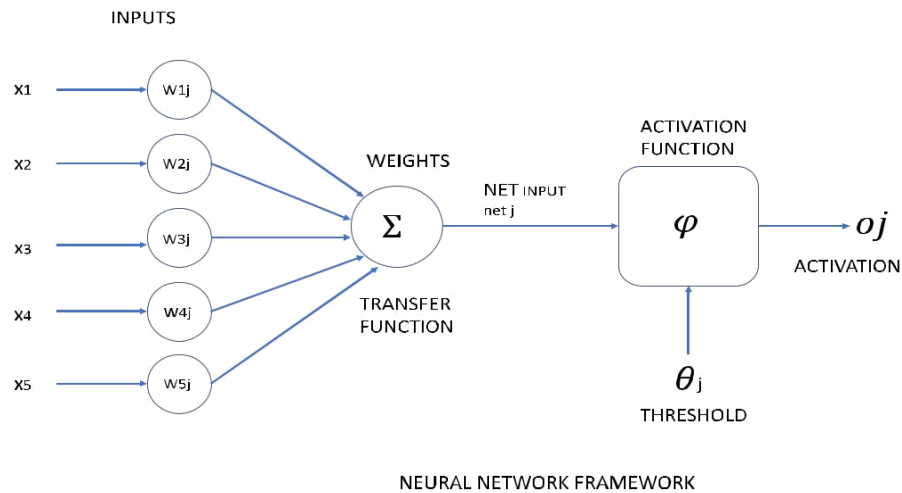 INPUTS
X1
W1j
X2
W2j
X3
W3j
X4
W4j
X5
W5j
WEIGHTS
Σ
TRANSFER
FUNCTION
NET INPUT
net j
ACTIVATION
FUNCTION
φ
oj
ACTIVATION
θj
THRESHOLD
NEURAL NETWORK FRAMEWORK